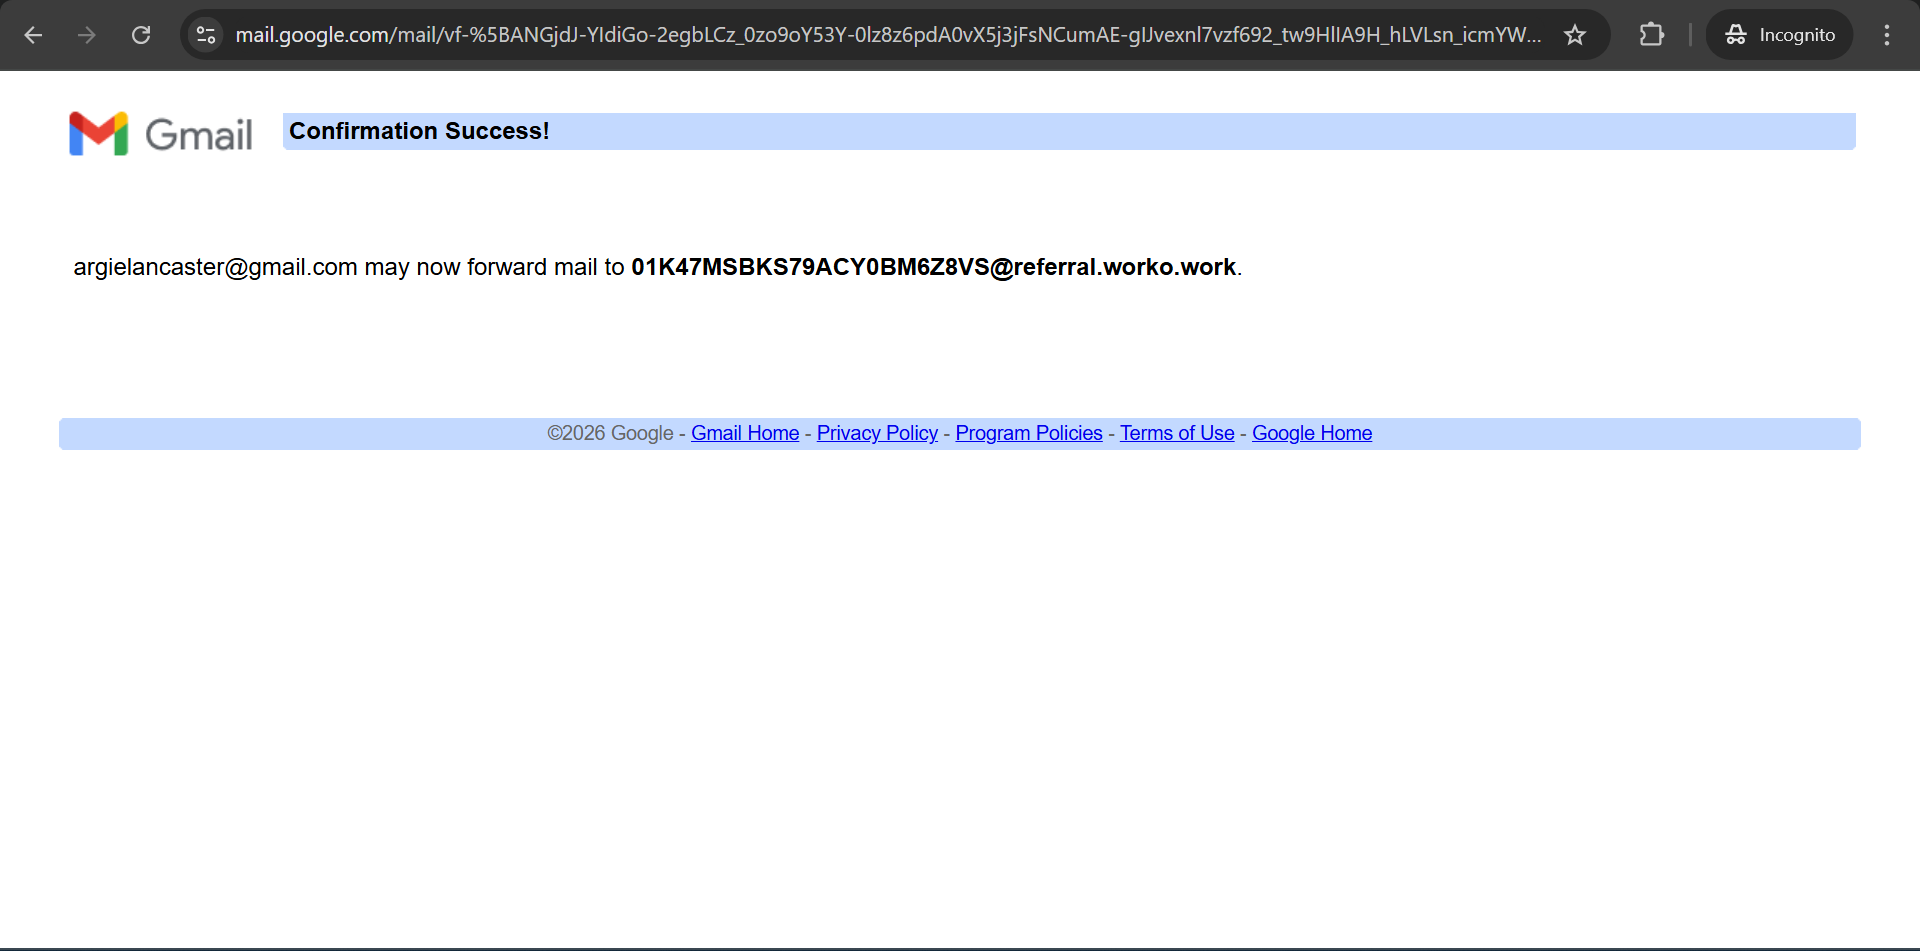 mail.google.com/mail/vf-%5BANGjdJ-YIdiGo-2egbLCz_0zo9oY53Y-0lz8z6pdA0vX5j3jFsNCumAE-gIJvexnl7vzf692_tw9HlIA9H_hLVLsn_icmYW...
Incognito
Gmail
Confirmation Success!
argielancaster@gmail.com may now forward mail to 01K47MSBKS79ACY0BM6Z8VS@referral.worko.work.
©2026 Google - Gmail Home - Privacy Policy - Program Policies - Terms of Use - Google Home